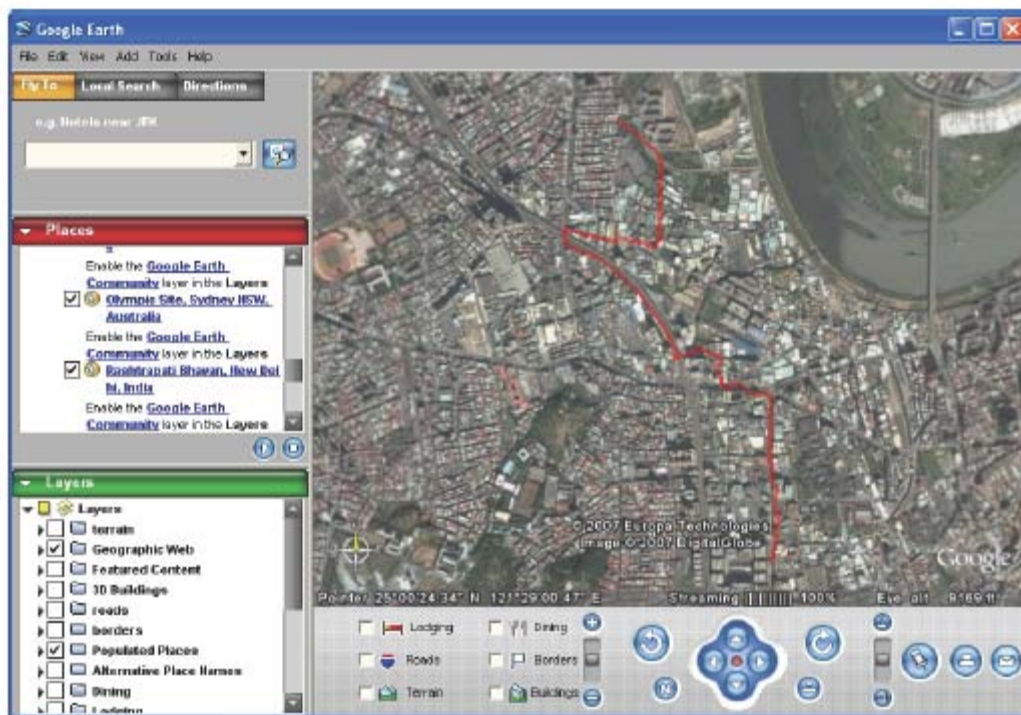 Google Earth
File Edit View Add Tools Help
Fly To Local Search Directions
e.g. Hotels near JFK
Places
Enable the Google Earth
Community layer in the Layers
Olympic Site, Sydney NSW,
Australia
Enable the Google Earth
Community layer in the Layers
Rashtrapati Bhavan, New Del
hi, India
Enable the Google Earth
Community layer in the Layers
Layers
Layers
terrain
Geographic Web
Featured Content
3D Buildings
roads
borders
Populated Places
Alternative Place Names
Dining
Lodging
© 2007 Europa Technologies
Image © 2007 DigitalGlobe
Google
Pointer 25°00'24.34" N 121°29'00.47" E Streaming 100% Eye alt 9169 ft
Lodging Dining
Roads Borders
Terrain Buildings
N